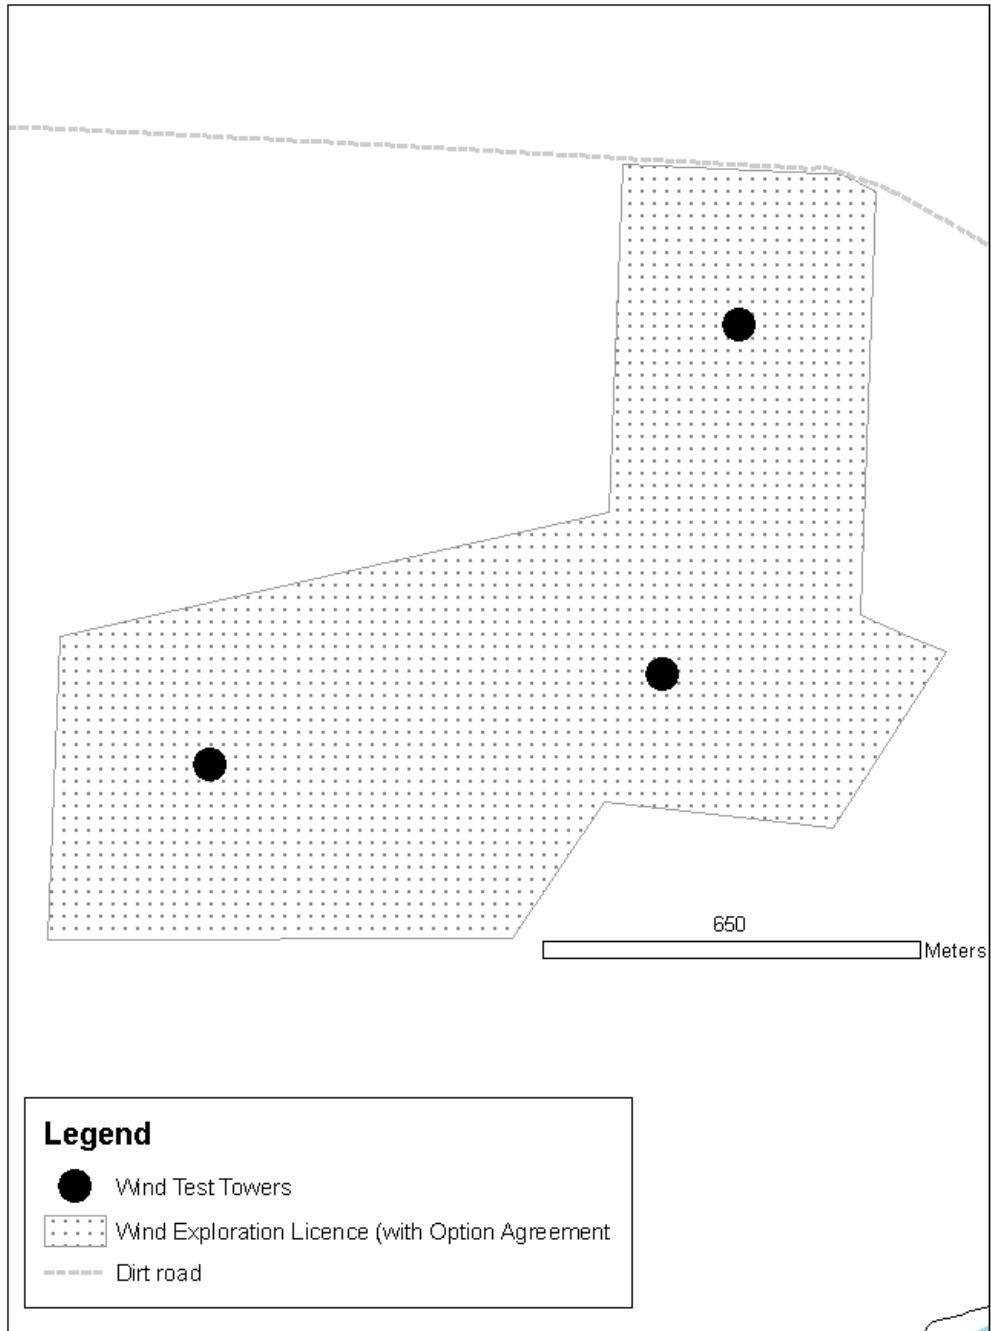 650
Meters
Legend
Wind Test Towers
Wind Exploration Licence (with Option Agreement
Dirt road